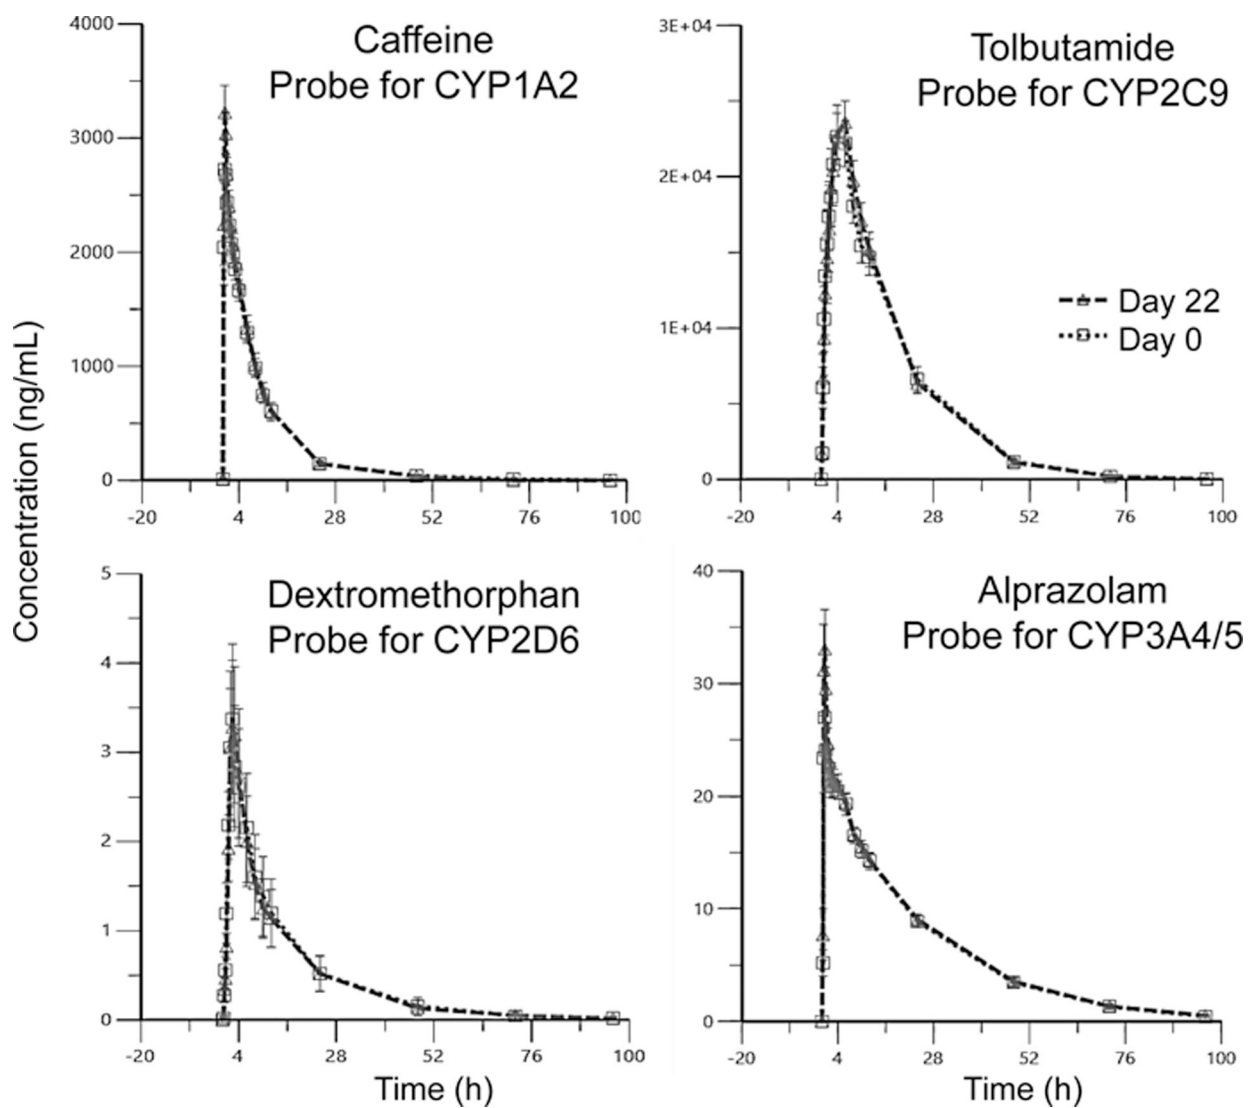 Caffeine
Probe for CYP1A2
4000
3000
2000
1000
0
-20 4 28 52 76 100
Tolbutamide
Probe for CYP2C9
3E+04
2E+04
1E+04
0
Day 22
Day 0
-20 4 28 52 76 100
Concentration (ng/mL)
Dextromethorphan
Probe for CYP2D6
5
4
3
2
1
0
-20 4 28 52 76 100
Time (h)
Alprazolam
Probe for CYP3A4/5
40
30
20
10
0
-20 4 28 52 76 100
Time (h)